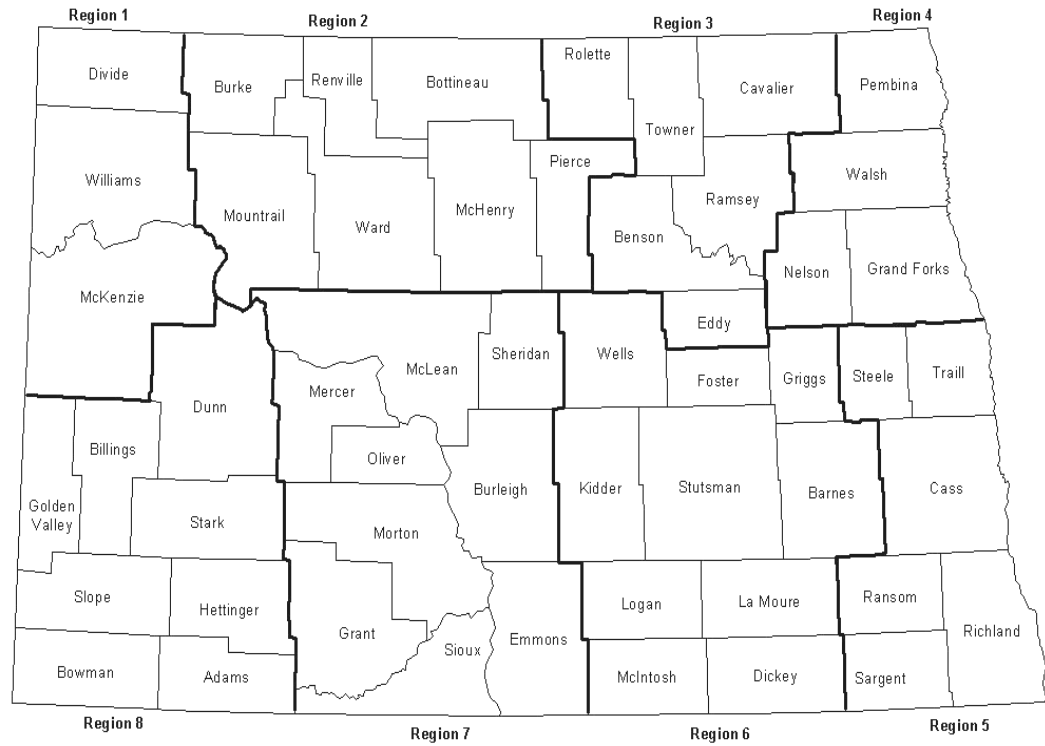 Region 1
Region 2
Region 3
Region 4
Divide
Burke
Renville
Bottineau
Rolette
Towner
Cavalier
Pembina
Williams
Mountrail
Ward
McHenry
Pierce
Benson
Ramsey
Walsh
Nelson
Grand Forks
McKenzie
Dunn
Mercer
McLean
Sheridan
Wells
Eddy
Foster
Griggs
Steele
Traill
Billings
Golden
Valley
Stark
Oliver
Morton
Burleigh
Kidder
Stutsman
Barnes
Cass
Slope
Hettinger
Grant
Sioux
Emmons
Logan
La Moure
Ransom
Richland
Bowman
Adams
McIntosh
Dickey
Sargent
Region 8
Region 7
Region 6
Region 5